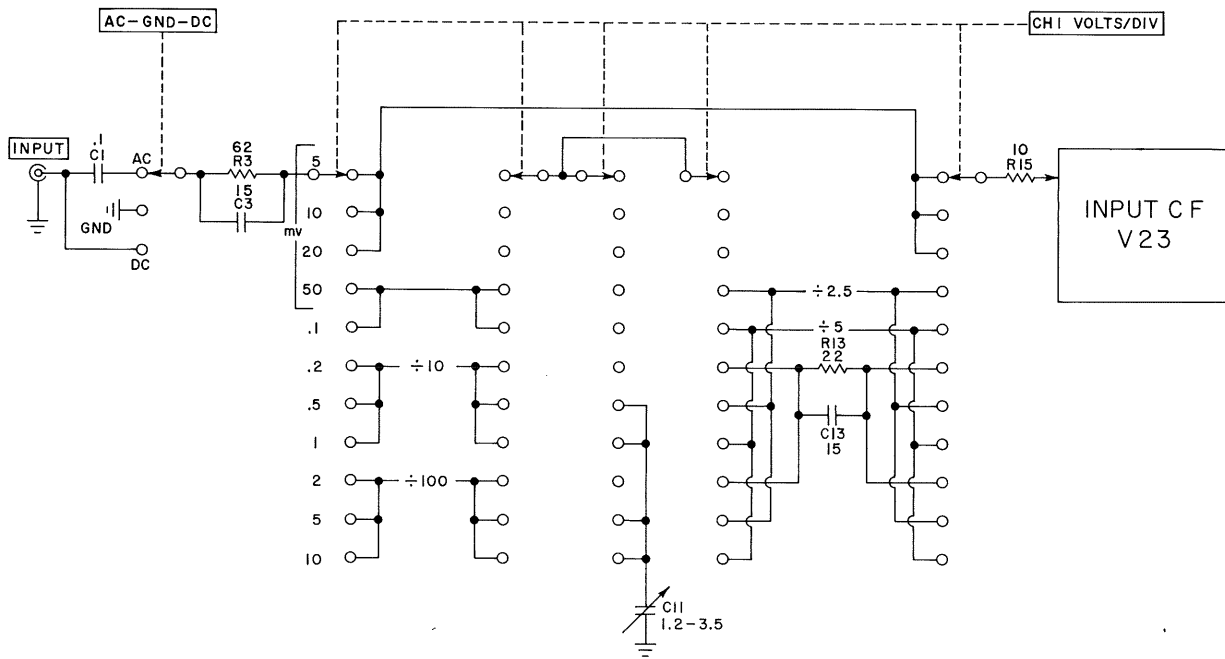 AC-GND-DC
CH1 VOLTS/DIV
INPUT
.1
C1
AC
GND
DC
62
R3
15
C3
mv
5
10
20
50
.1
.2
.5
1
2
5
10
÷10
÷100
÷2.5
÷5
R13
22
C13
15
C11
1.2-3.5
10
R15
INPUT CF
V23